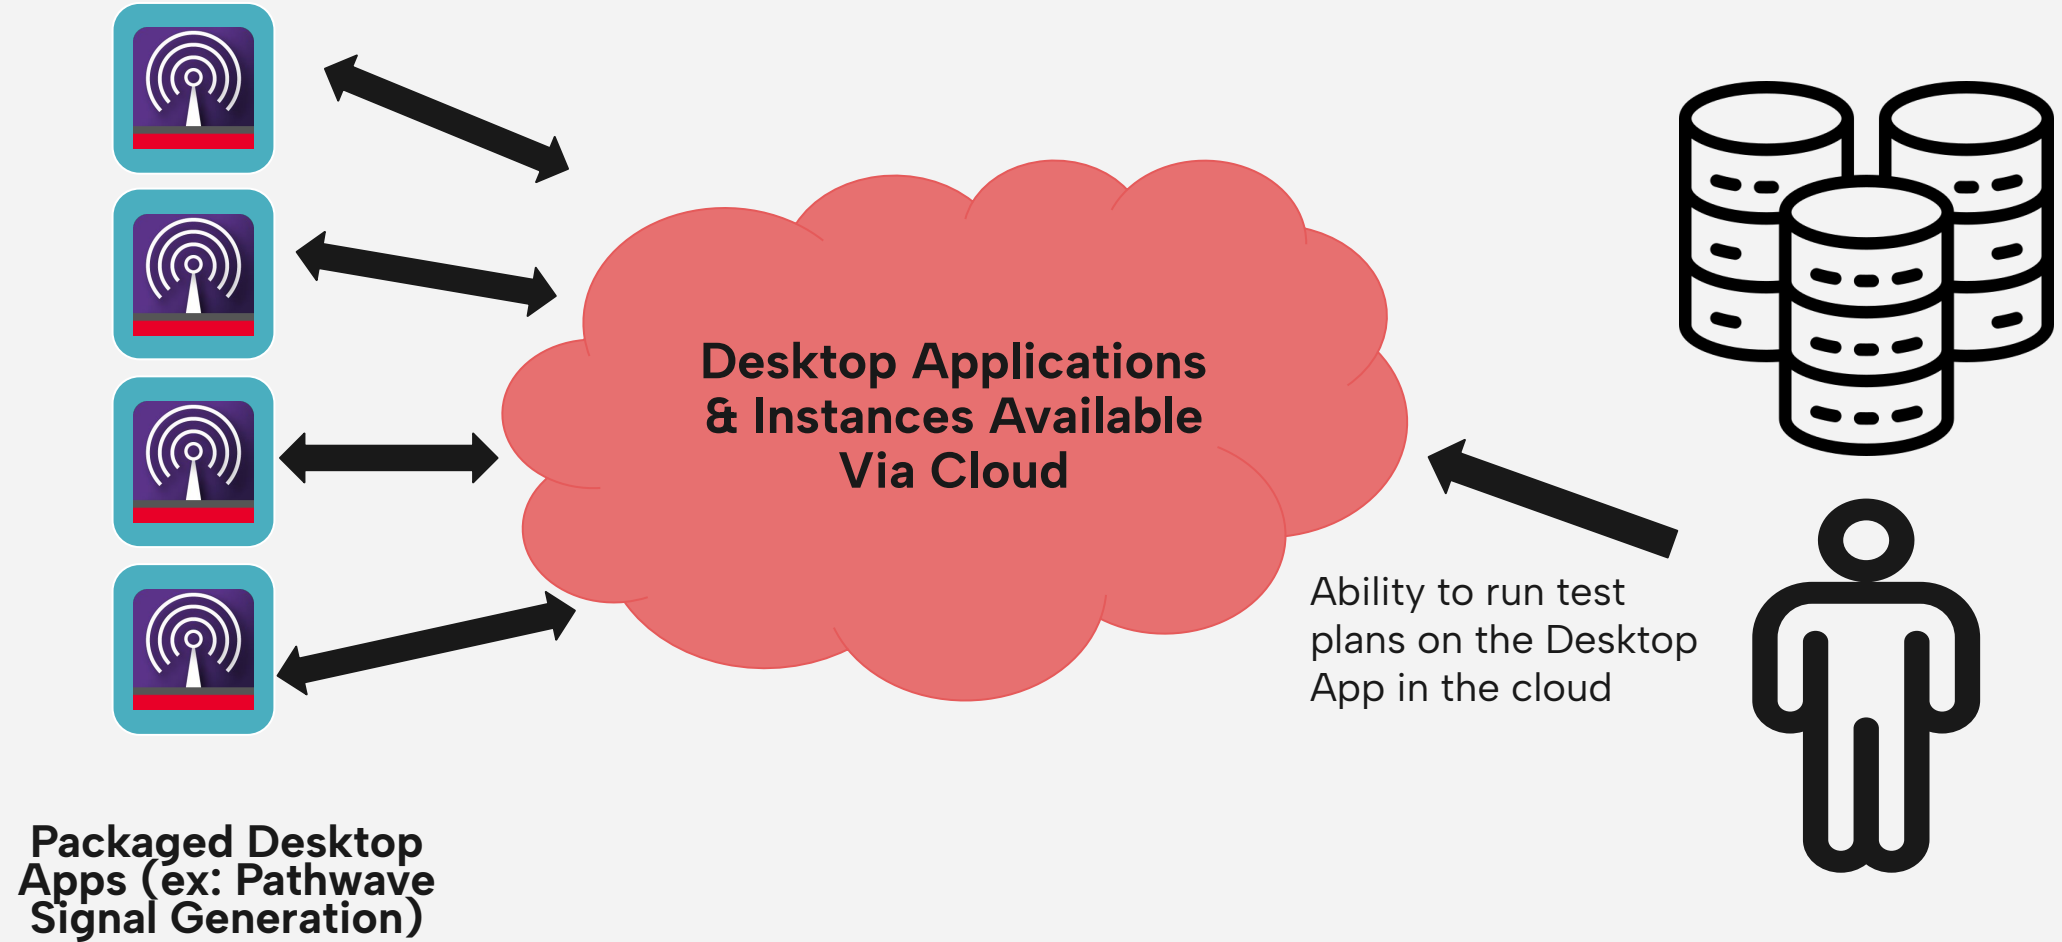 Desktop Applications
& Instances Available
Via Cloud
Ability to run test
plans on the Desktop
App in the cloud
Packaged Desktop
Apps (ex: Pathwave
Signal Generation)